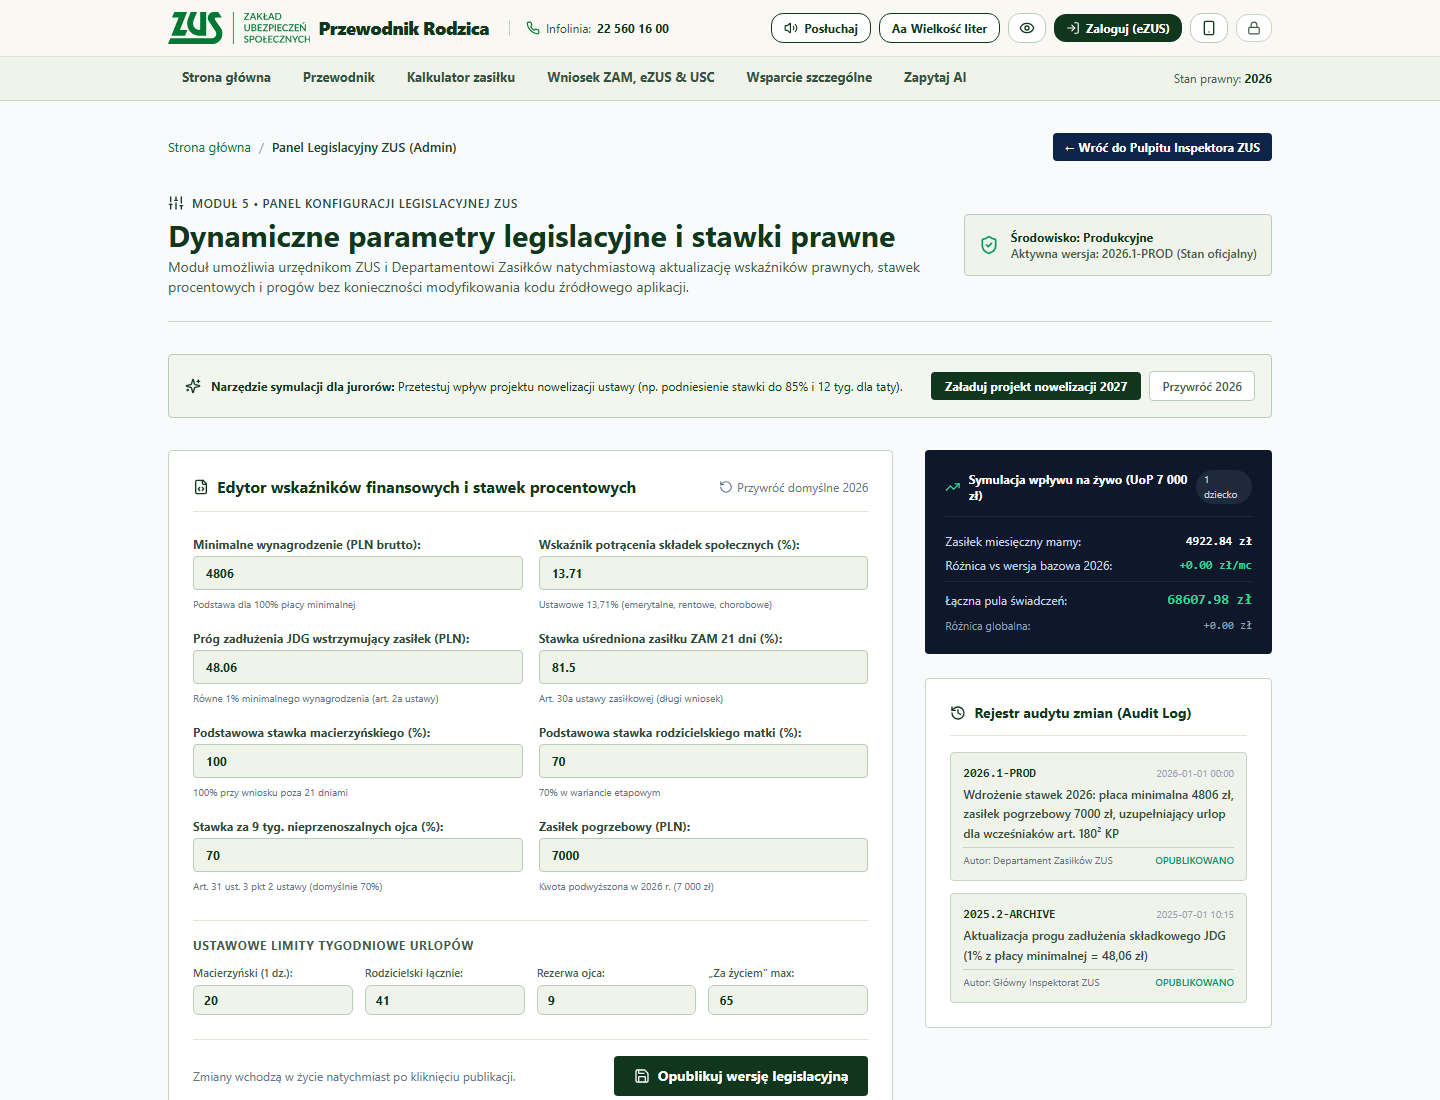 ZUS
ZAKŁAD
UBEZPIECZEŃ
SPOŁECZNYCH
Przewodnik Rodzica
Infolinia: 22 560 16 00
Posłuchaj
Aa Wielkość liter
Zaloguj (eZUS)
Strona główna
Przewodnik
Kalkulator zasiłku
Wniosek ZAM, eZUS & USC
Wsparcie szczególne
Zapytaj AI
Stan prawny: 2026
Strona główna / Panel Legislacyjny ZUS (Admin)
← Wróć do Pulpitu Inspektora ZUS
MODUŁ 5 • PANEL KONFIGURACJI LEGISLACYJNEJ ZUS
Dynamiczne parametry legislacyjne i stawki prawne
Moduł umożliwia urzędnikom ZUS i Departamentowi Zasiłków natychmiastową aktualizację wskaźników prawnych, stawek
procentowych i progów bez konieczności modyfikowania kodu źródłowego aplikacji.
Środowisko: Produkcyjne
Aktywna wersja: 2026.1-PROD (Stan oficjalny)
Narzędzie symulacji dla jurorów: Przetestuj wpływ projektu nowelizacji ustawy (np. podniesienie stawki do 85% i 12 tyg. dla taty).
Załaduj projekt nowelizacji 2027
Przywróć 2026
Edytor wskaźników finansowych i stawek procentowych
Przywróć domyślne 2026
Minimalne wynagrodzenie (PLN brutto):
4806
Podstawa dla 100% płacy minimalnej
Wskaźnik potrącenia składek społecznych (%):
13.71
Ustawowe 13,71% (emerytalne, rentowe, chorobowe)
Próg zadłużenia JDG wstrzymujący zasiłek (PLN):
48.06
Równe 1% minimalnego wynagrodzenia (art. 2a ustawy)
Stawka uśredniona zasiłku ZAM 21 dni (%):
81.5
Art. 30a ustawy zasiłkowej (długi wniosek)
Podstawowa stawka macierzyńskiego (%):
100
100% przy wniosku poza 21 dniami
Podstawowa stawka rodzicielskiego matki (%):
70
70% w wariancie etapowym
Stawka za 9 tyg. nieprzenoszalnych ojca (%):
70
Art. 31 ust. 3 pkt 2 ustawy (domyślnie 70%)
Zasiłek pogrzebowy (PLN):
7000
Kwota podwyższona w 2026 r. (7 000 zł)
USTAWOWE LIMITY TYGODNIOWE URLOPÓW
Macierzyński (1 dz.):
20
Rodzicielski łącznie:
41
Rezerwa ojca:
9
„Za życiem” max:
65
Zmiany wchodzą w życie natychmiast po kliknięciu publikacji.
Opublikuj wersję legislacyjną
Symulacja wpływu na żywo (UoP 7 000
zł)
1
dziecko
Zasiłek miesięczny mamy: 4922.84 zł
Różnica vs wersja bazowa 2026: +0.00 zł/mc
Łączna pula świadczeń: 68607.98 zł
Różnica globalna: +0.00 zł
Rejestr audytu zmian (Audit Log)
2026.1-PROD 2026-01-01 00:00
Wdrożenie stawek 2026: płaca minimalna 4806 zł,
zasiłek pogrzebowy 7000 zł, uzupełniający urlop
dla wcześniaków art. 180² KP
Autor: Departament Zasiłków ZUS OPUBLIKOWANO
2025.2-ARCHIVE 2025-07-01 10:15
Aktualizacja progu zadłużenia składkowego JDG
(1% z płacy minimalnej = 48,06 zł)
Autor: Główny Inspektorat ZUS OPUBLIKOWANO